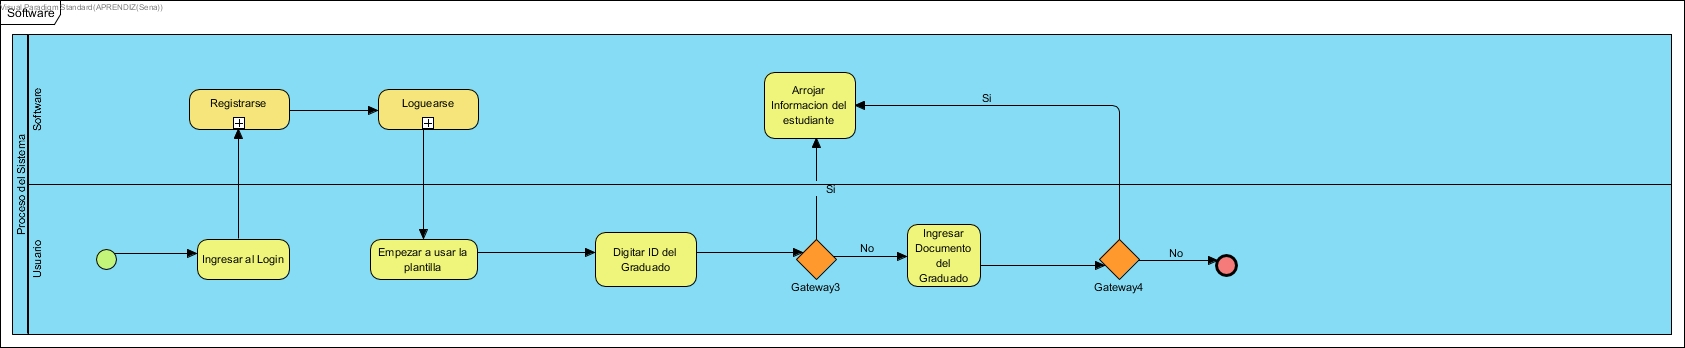 Visual Paradigm Standard(APRENDIZ(Sena))
Software
Proceso del Sistema
Software
Registrarse
Loguearse
Arrojar
Informacion del
estudiante
Si
Si
Usuario
Ingresar al Login
Empezar a usar la
plantilla
Digitar ID del
Graduado
Gateway3
No
Ingresar
Documento
del
Graduado
Gateway4
No